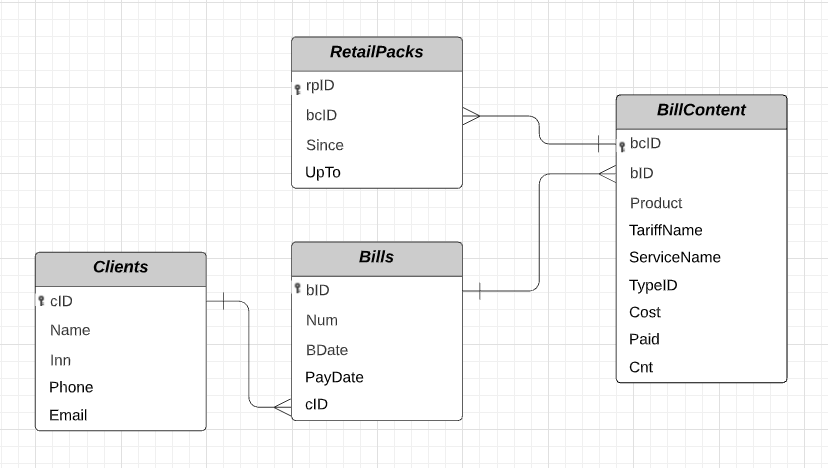 RetailPacks
rpID
bcID
Since
UpTo
BillContent
bcID
bID
Product
TariffName
ServiceName
TypeID
Cost
Paid
Cnt
Clients
cID
Name
Inn
Phone
Email
Bills
bID
Num
BDate
PayDate
cID